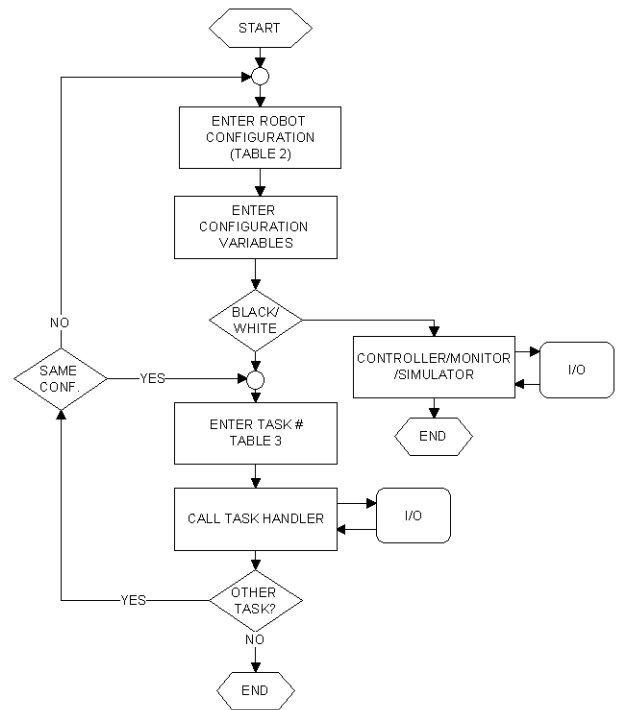 START
ENTER ROBOT
CONFIGURATION
(TABLE 2)
ENTER
CONFIGURATION
VARIABLES
BLACK/
WHITE
NO
SAME
CONF.
YES
CONTROLLER/MONITOR
/SIMULATOR
I/O
END
ENTER TASK #
TABLE 3
CALL TASK HANDLER
I/O
OTHER
TASK?
YES
NO
END